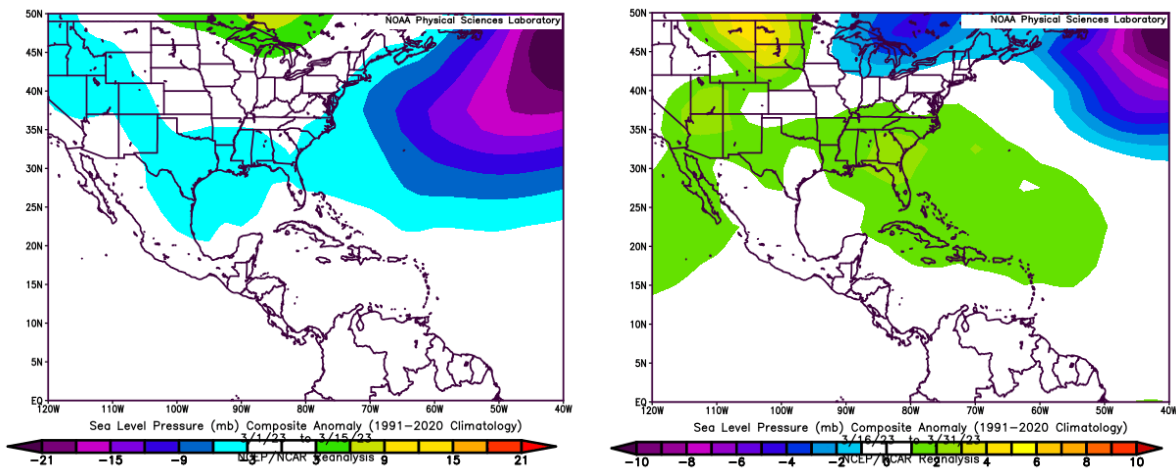 NOAA Physical Sciences Laboratory
50N
45N
40N
35N
30N
25N
20N
15N
10N
5N
EQ
120W 110W 100W 90W 80W 70W 60W 50W 40W
Sea Level Pressure (mb) Composite Anomaly (1991-2020 Climatology)
3/1/23 to 3/15/23
-21 -15 -9 -3 3 9 15 21
NCEP/NCAR Reanalysis
NOAA Physical Sciences Laboratory
50N
45N
40N
35N
30N
25N
20N
15N
10N
5N
EQ
120W 110W 100W 90W 80W 70W 60W 50W 40W
Sea Level Pressure (mb) Composite Anomaly (1991-2020 Climatology)
3/16/23 to 3/31/23
-10 -8 -6 -4 -2 0 2 4 6 8 10
NCEP/NCAR Reanalysis